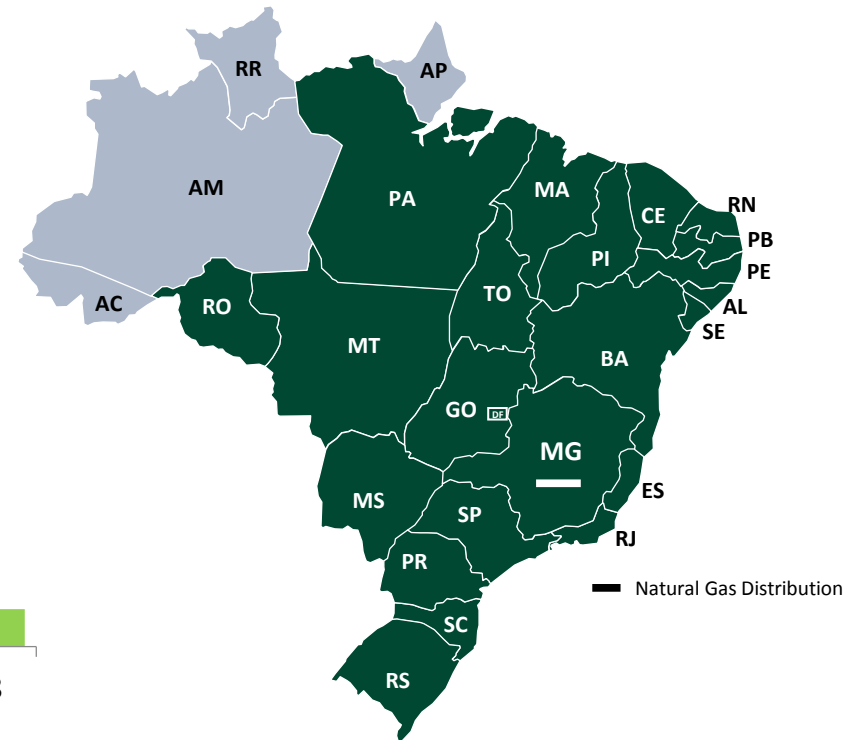 RR
AP
AM
PA
MA
CE
RN
PB
PI
PE
TO
AL
AC
RO
SE
MT
BA
GO
DF
MG
MS
ES
SP
RJ
PR
Natural Gas Distribution
SC
RS